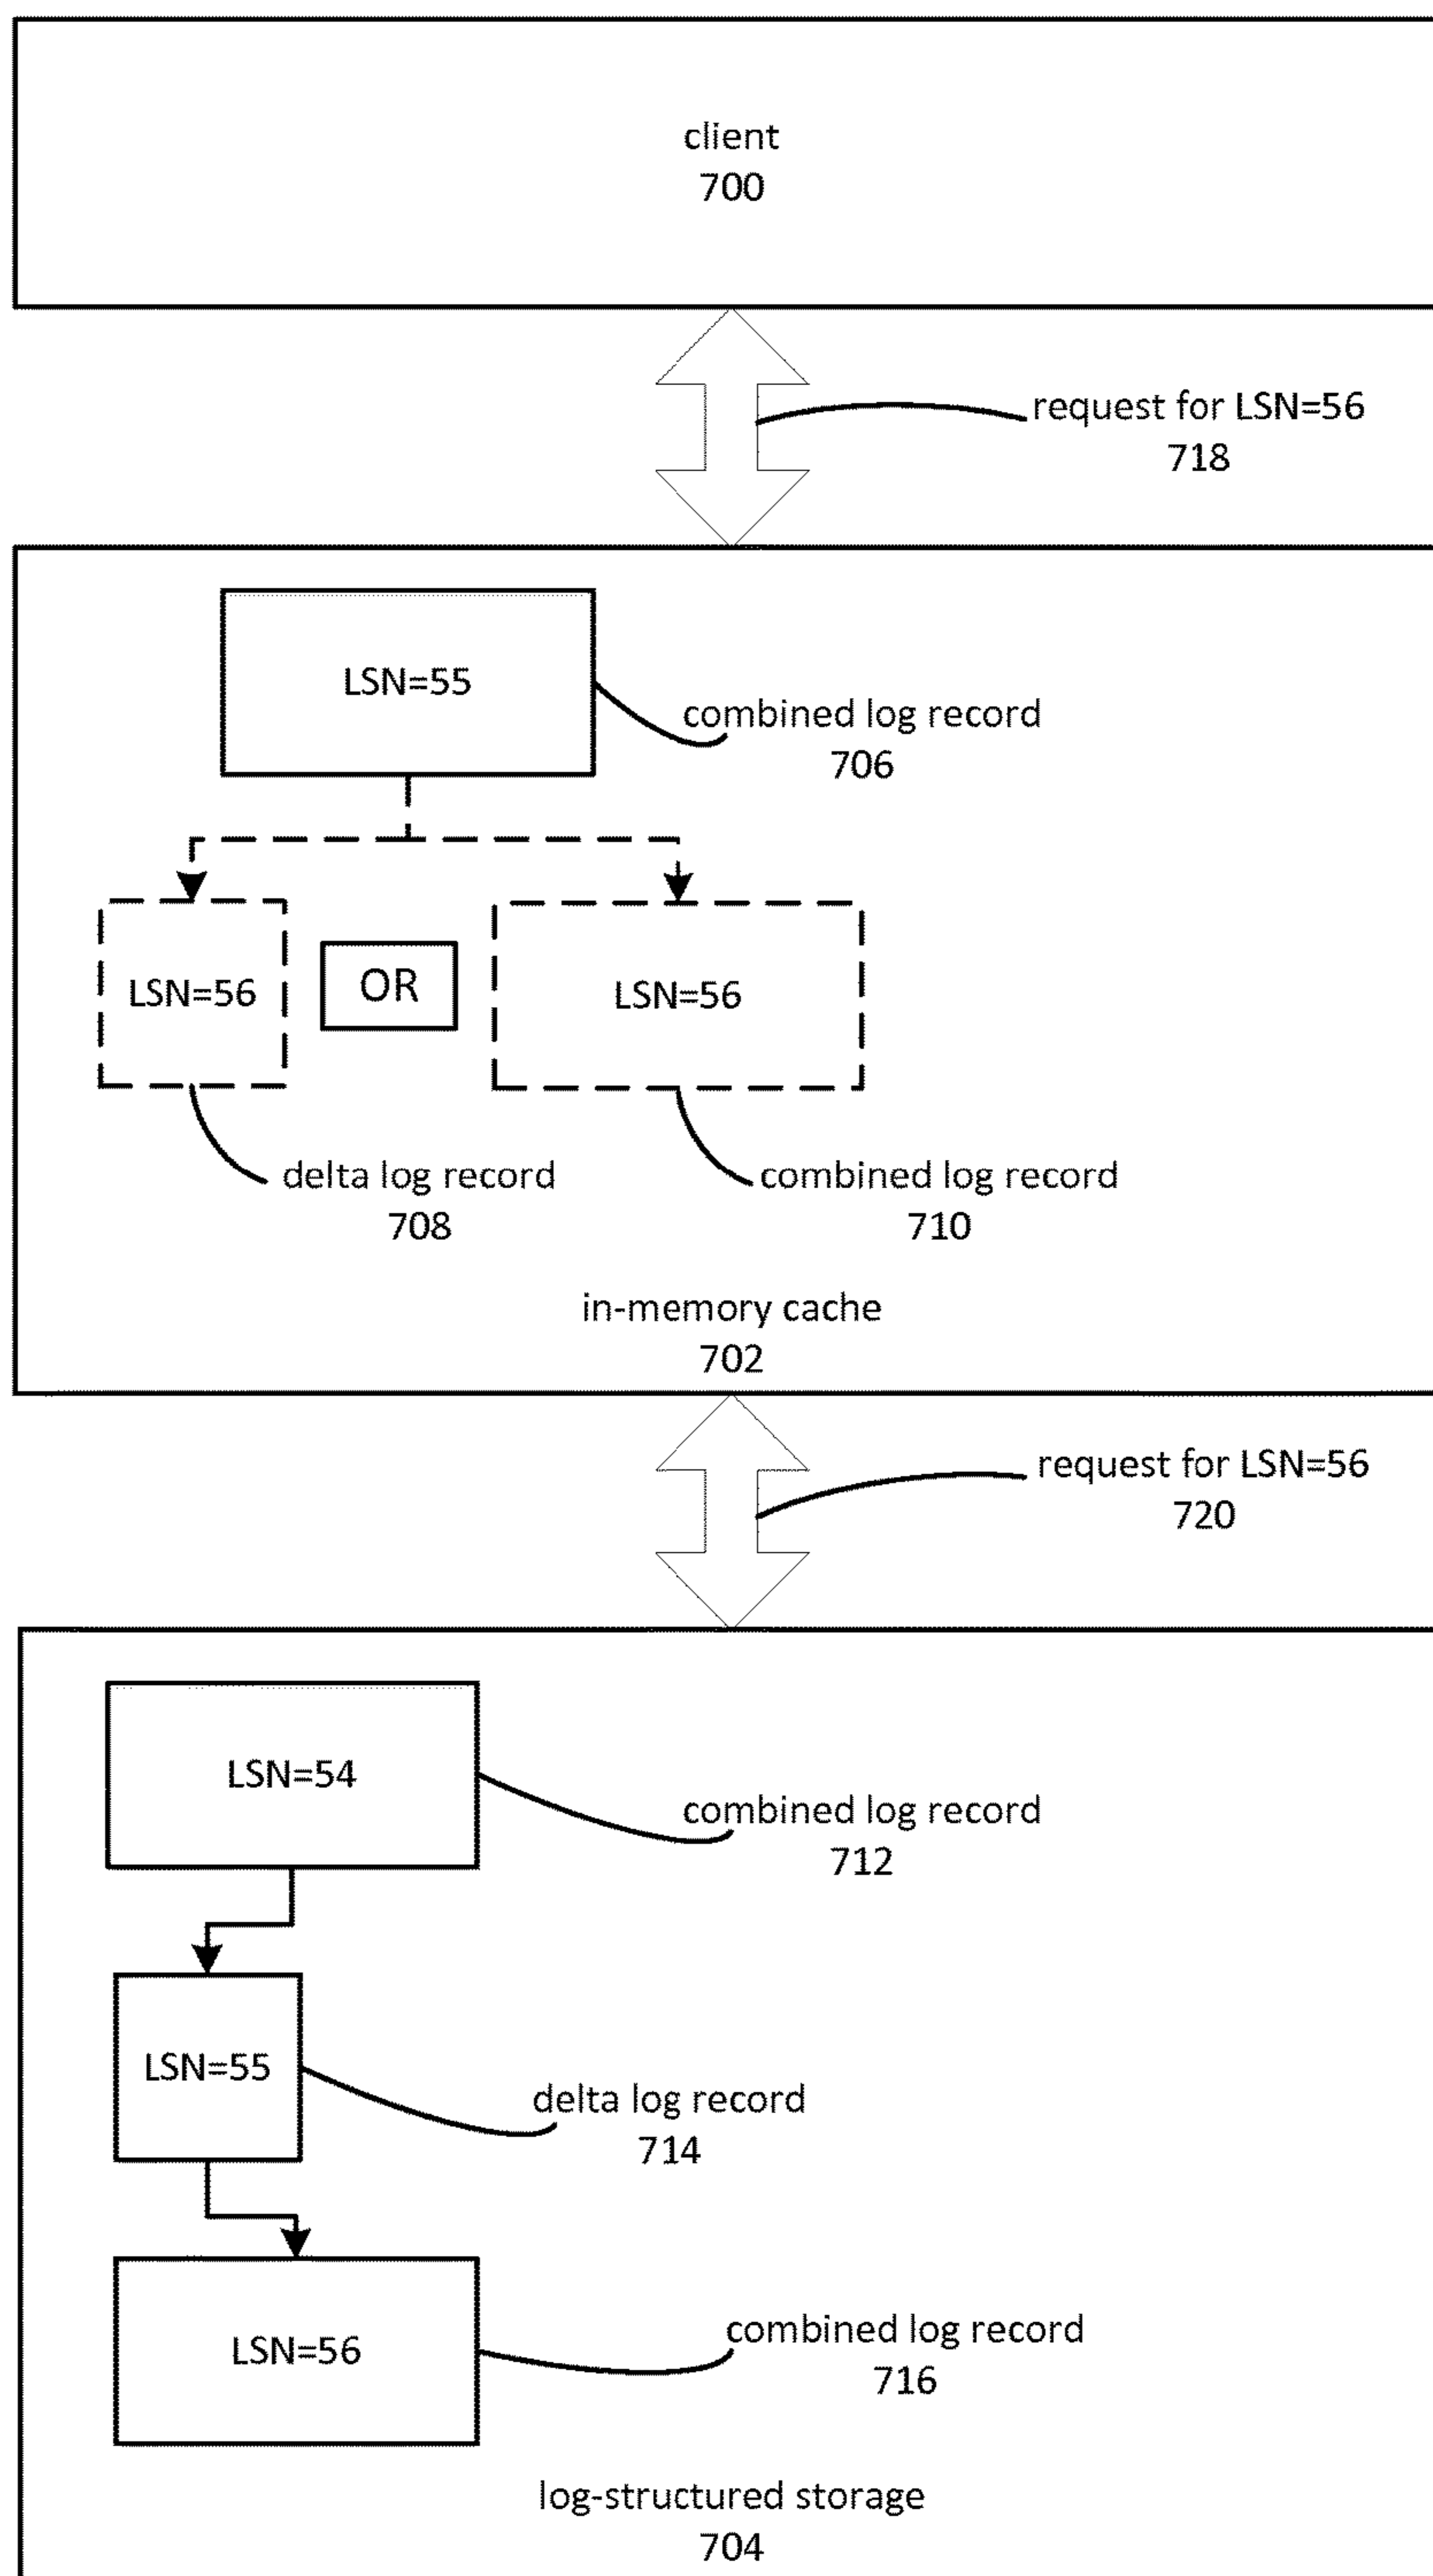 client
700
request for LSN=56
718
LSN=55
combined log record
706
LSN=56
OR
LSN=56
delta log record
708
combined log record
710
in-memory cache
702
request for LSN=56
720
LSN=54
combined log record
712
LSN=55
delta log record
714
LSN=56
combined log record
716
log-structured storage
704